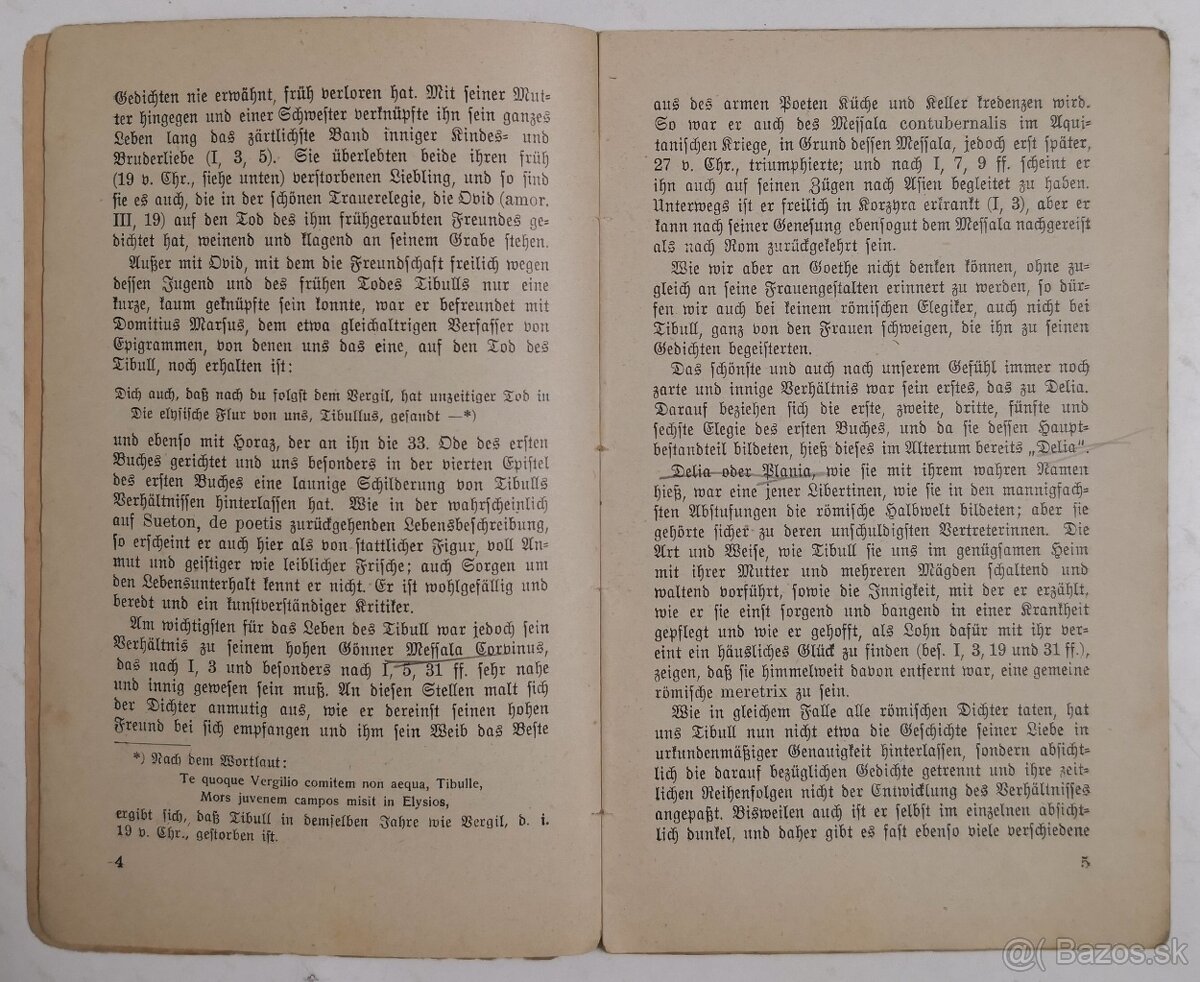 Gedichten nie erwähnt, früh verloren hat. Mit seiner Mut-
ter hingegen und einer Schwester verknüpfte ihn sein ganzes
Leben lang das zärtlichste Band inniger Kindes- und
Bruderliebe (I, 3, 5). Sie überlebten beide ihren früh
(19 v. Chr., siehe unten) verstorbenen Liebling, und so sind
sie es auch, die in der schönen Trauerelegie, die Ovid (amor.
III, 19) auf den Tod des ihm frühgeraubten Freundes ge-
dichtet hat, weinend und klagend an seinem Grabe stehen.
Außer mit Ovid, mit dem die Freundschaft freilich wegen
dessen Jugend und des frühen Todes Tibulls nur eine
kurze, kaum geknüpfte sein konnte, war er befreundet mit
Domitius Marsus, dem etwa gleichaltrigen Verfasser von
Epigrammen, von denen uns das eine, auf den Tod des
Tibull, noch erhalten ist:
Dich auch, daß nach du folgst dem Vergil, hat unzeitiger Tod in
Die elysische Flur von uns, Tibullus, gesandt —*)
und ebenso mit Horaz, der an ihn die 33. Ode des ersten
Buches gerichtet und uns besonders in der vierten Epistel
des ersten Buches eine launige Schilderung von Tibulls
Verhältnissen hinterlassen hat. Wie in der wahrscheinlich
auf Sueton, de poetis zurückgehenden Lebensbeschreibung,
so erscheint er auch hier als von stattlicher Figur, voll An-
mut und geistiger wie leiblicher Frische; auch Sorgen um
den Lebensunterhalt kennt er nicht. Er ist wohlgefällig und
beredt und ein kunstverständiger Kritiker.
Am wichtigsten für das Leben des Tibull war jedoch sein
Verhältnis zu seinem hohen Gönner Messala Corvinus,
das nach I, 3 und besonders nach I, 5, 31 ff. sehr nahe
und innig gewesen sein muß. An diesen Stellen malt sich
der Dichter anmutig aus, wie er dereinst seinen hohen
Freund bei sich empfangen und ihm sein Weib das Beste
*) Nach dem Wortlaut:
Te quoque Vergilio comitem non aequa, Tibulle,
Mors juvenem campos misit in Elysios,
ergibt sich, daß Tibull in demselben Jahre wie Vergil, d. i.
19 v. Chr., gestorben ist.
4
aus des armen Poeten Küche und Keller kredenzen wird.
So war er auch des Messala contubernalis im Aqui-
tanischen Kriege, in Grund dessen Messala, jedoch erst später,
27 v. Chr., triumphierte; und nach I, 7, 9 ff. scheint er
ihn auch auf seinen Zügen nach Asien begleitet zu haben.
Unterwegs ist er freilich in Korzyra erkrankt (I, 3), aber er
kann nach seiner Genesung ebensogut dem Messala nachgereist
als nach Rom zurückgekehrt sein.
Wie wir aber an Goethe nicht denken können, ohne zu-
gleich an seine Frauengestalten erinnert zu werden, so dür-
fen wir auch bei keinem römischen Elegiker, auch nicht bei
Tibull, ganz von den Frauen schweigen, die ihn zu seinen
Gedichten begeisterten.
Das schönste und auch nach unserem Gefühl immer noch
zarte und innige Verhältnis war sein erstes, das zu Delia.
Darauf beziehen sich die erste, zweite, dritte, fünfte und
sechste Elegie des ersten Buches, und da sie dessen Haupt-
bestandteil bildeten, hieß dieses im Altertum bereits „Delia“.
Delia oder Plania, wie sie mit ihrem wahren Namen
hieß, war eine jener Libertinen, wie sie in den mannigfach-
sten Abstufungen die römische Halbwelt bildeten; aber sie
gehörte sicher zu deren unschuldigsten Vertreterinnen. Die
Art und Weise, wie Tibull sie uns im genügsamen Heim
mit ihrer Mutter und mehreren Mägden schaltend und
waltend vorführt, sowie die Innigkeit, mit der er erzählt,
wie er sie einst sorgend und bangend in einer Krankheit
gepflegt und wie er gehofft, als Lohn dafür mit ihr ver-
eint ein häusliches Glück zu finden (bes. I, 3, 19 und 31 ff.),
zeigen, daß sie himmelweit davon entfernt war, eine gemeine
römische meretrix zu sein.
Wie in gleichem Falle alle römischen Dichter taten, hat
uns Tibull nun nicht etwa die Geschichte seiner Liebe in
urkundenmäßiger Genauigkeit hinterlassen, sondern absicht-
lich die darauf bezüglichen Gedichte getrennt und ihre zeit-
lichen Reihenfolgen nicht der Entwicklung des Verhältnisses
angepaßt. Bisweilen auch ist er selbst im einzelnen absicht-
lich dunkel, und daher gibt es fast ebenso viele verschiedene
5
@( Bazos.sk